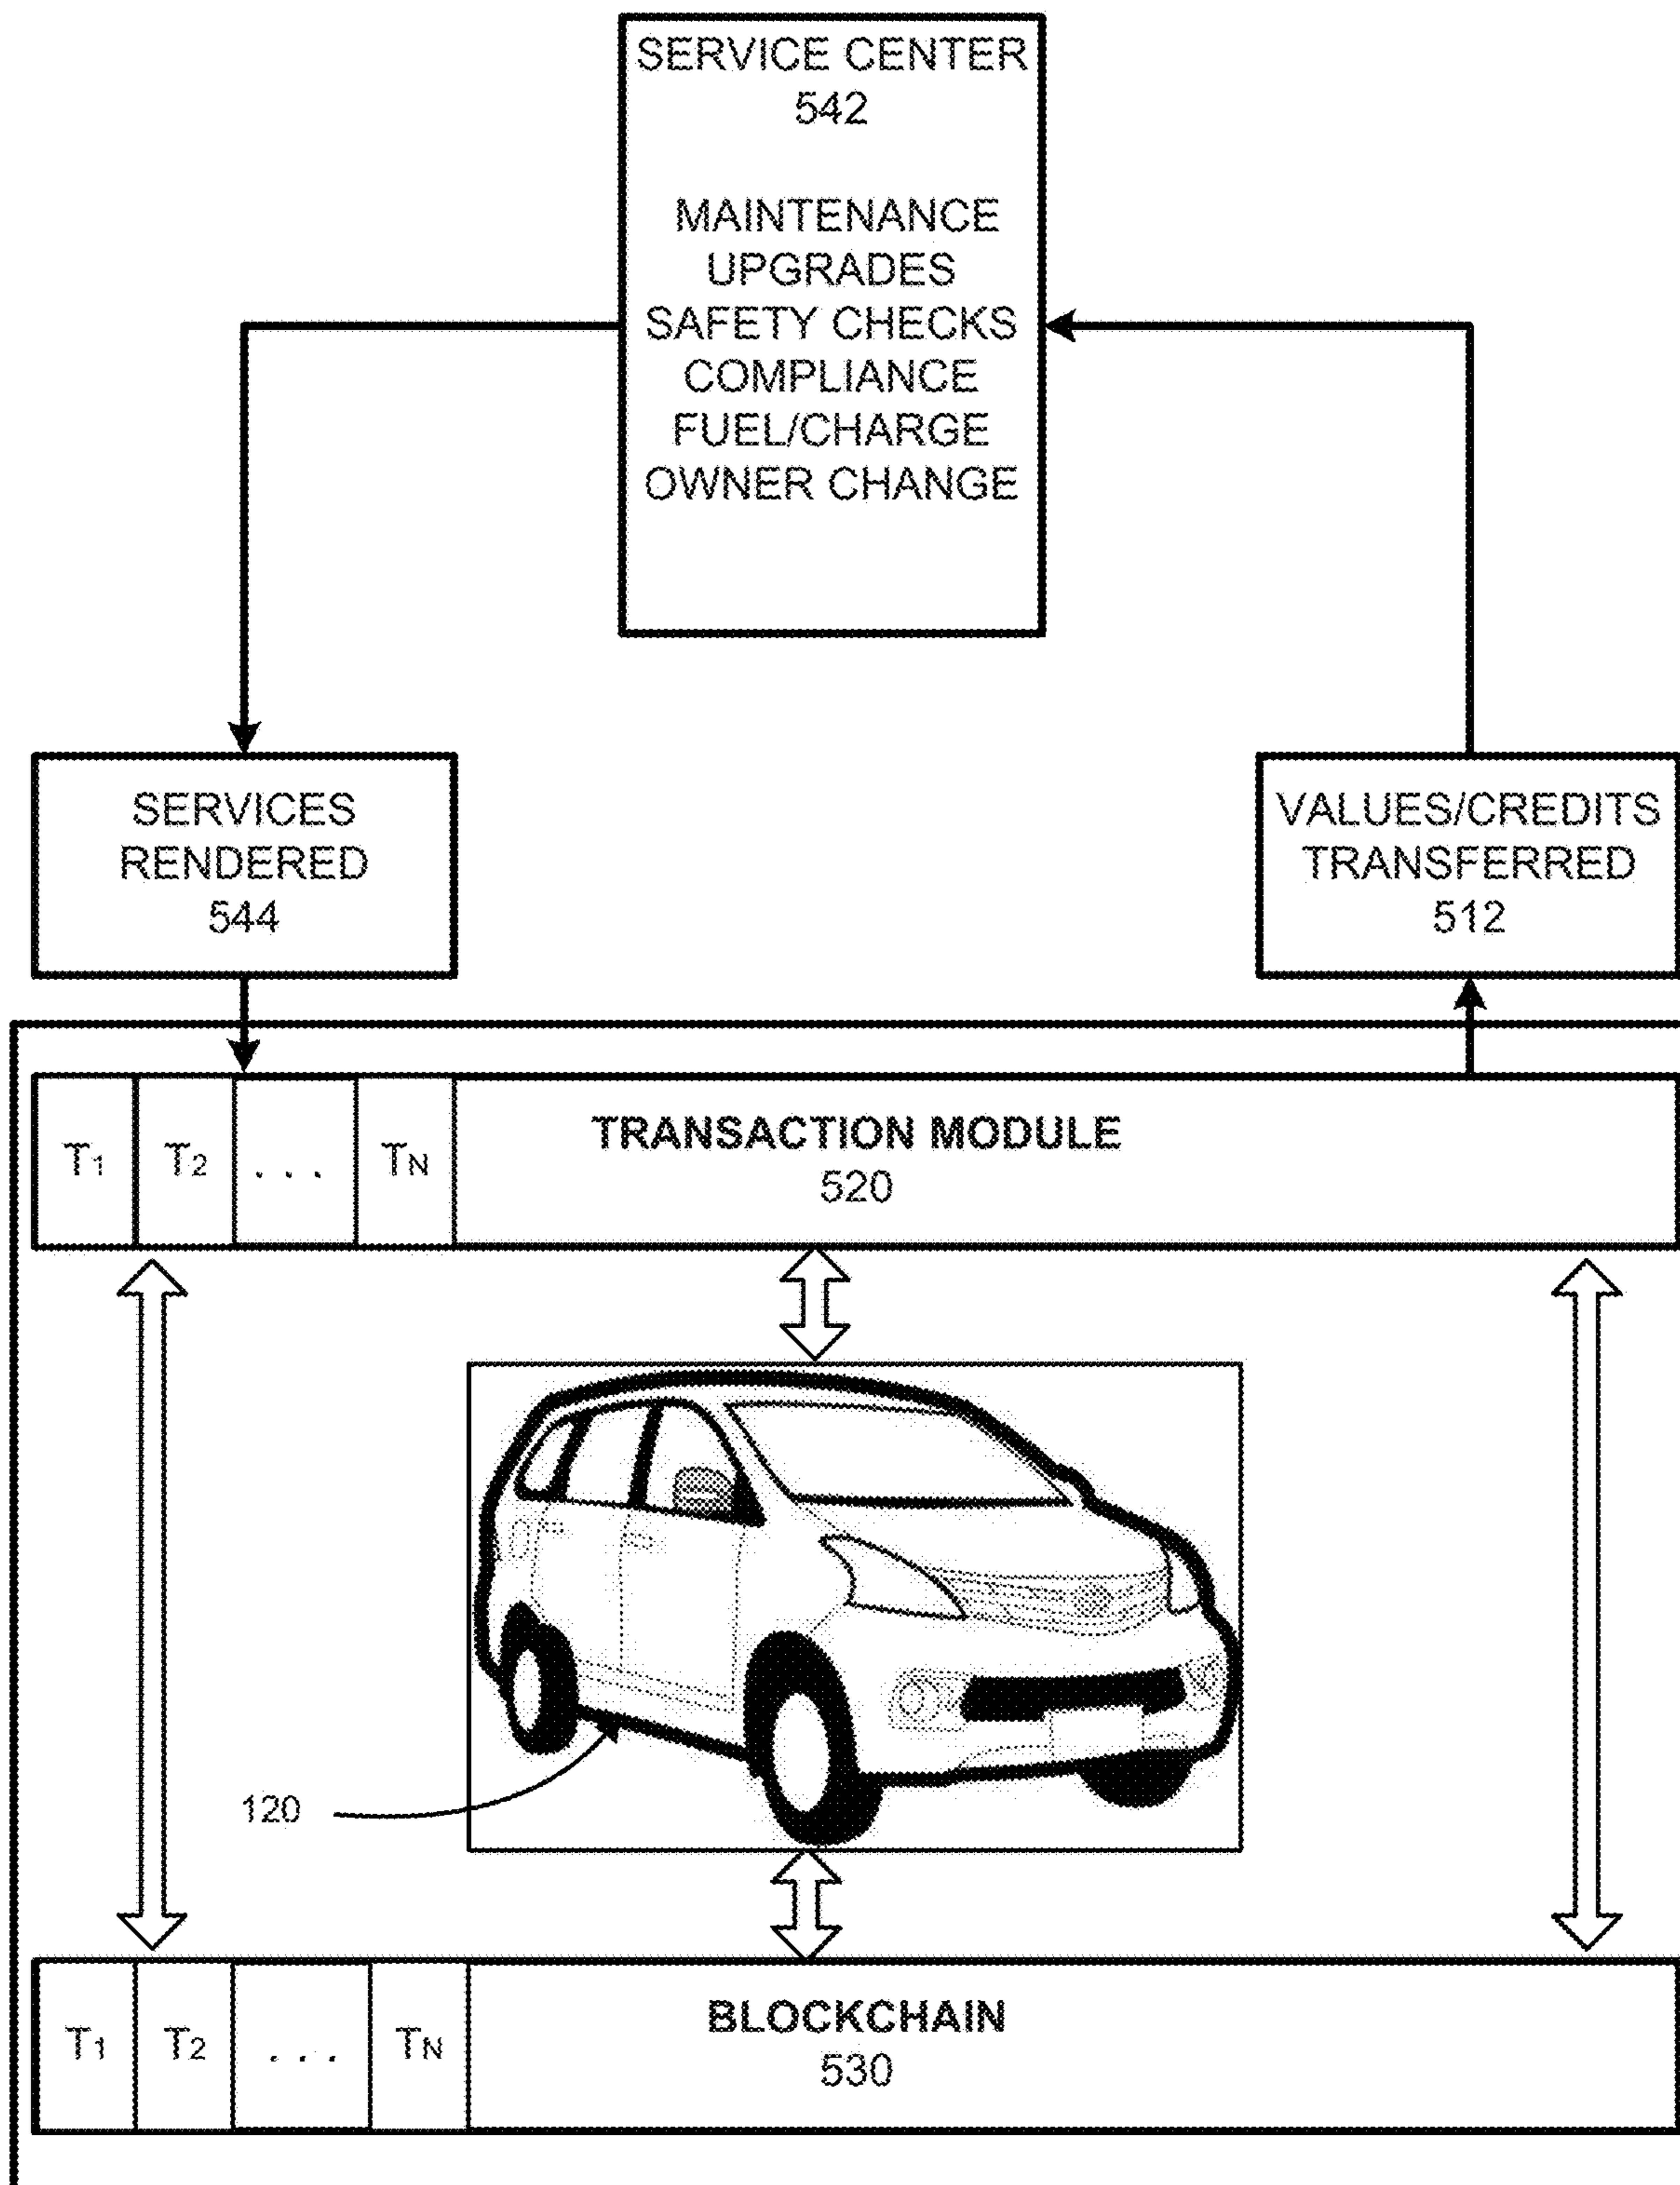 SERVICE CENTER
542
MAINTENANCE
UPGRADES
SAFETY CHECKS
COMPLIANCE
FUEL/CHARGE
OWNER CHANGE
SERVICES
RENDERED
544
VALUES/CREDITS
TRANSFERRED
512
T1 T2 . . . TN
TRANSACTION MODULE
520
120
T1 T2 . . . TN
BLOCKCHAIN
530